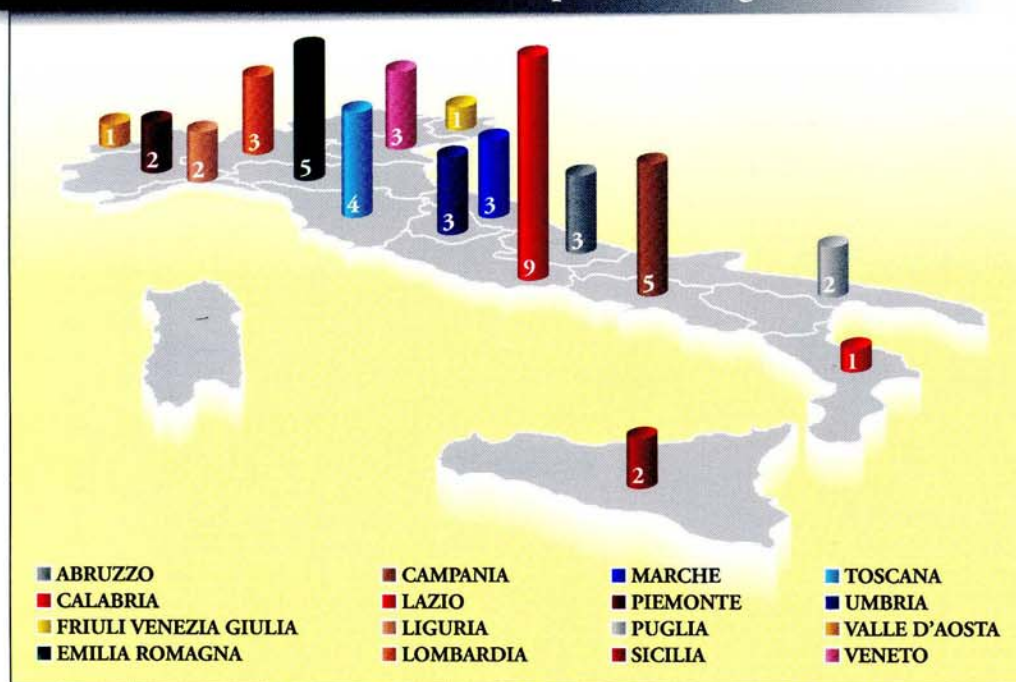 1
2
2
3
5
4
3
1
3
3
9
3
5
2
1
2
ABRUZZO
CALABRIA
FRIULI VENEZIA GIULIA
EMILIA ROMAGNA
CAMPANIA
LAZIO
LIGURIA
LOMBARDIA
MARCHE
PIEMONTE
PUGLIA
SICILIA
TOSCANA
UMBRIA
VALLE D'AOSTA
VENETO